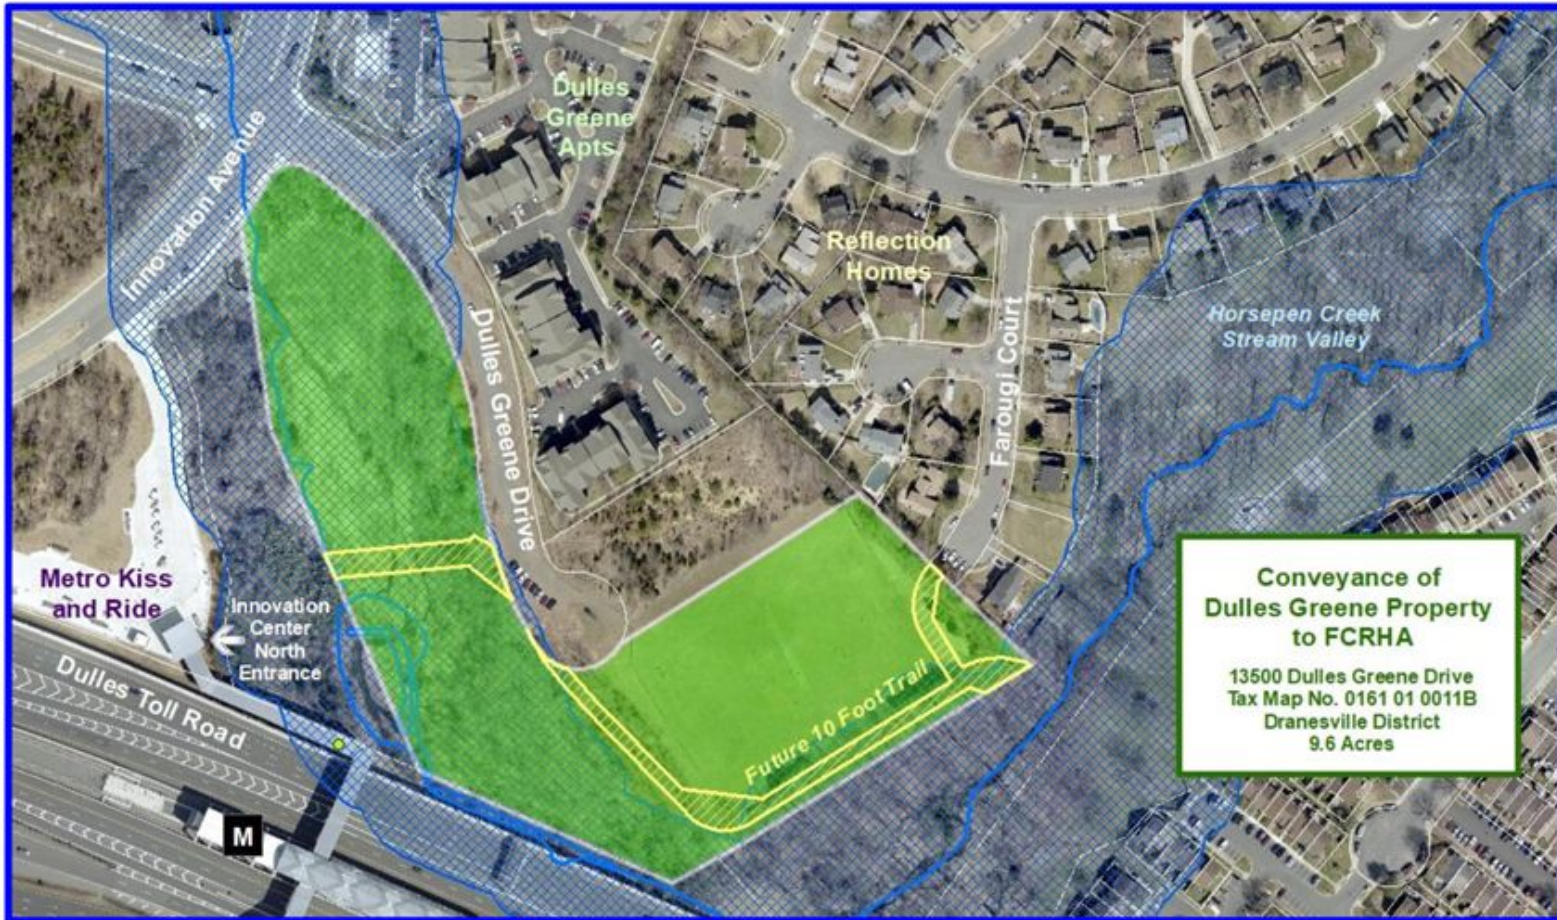 Dulles
Greene
Apts
Innovation Avenue
Reflection
Homes
Horsepen Creek
Stream Valley
Dulles Greene Drive
Farougi Court
Metro Kiss
and Ride
Innovation
Center
North
Entrance
Dulles Toll Road
Future 10 Foot Trail
M
Conveyance of
Dulles Greene Property
to FCRHA
13500 Dulles Greene Drive
Tax Map No. 0161 01 0011B
Dranesville District
9.6 Acres